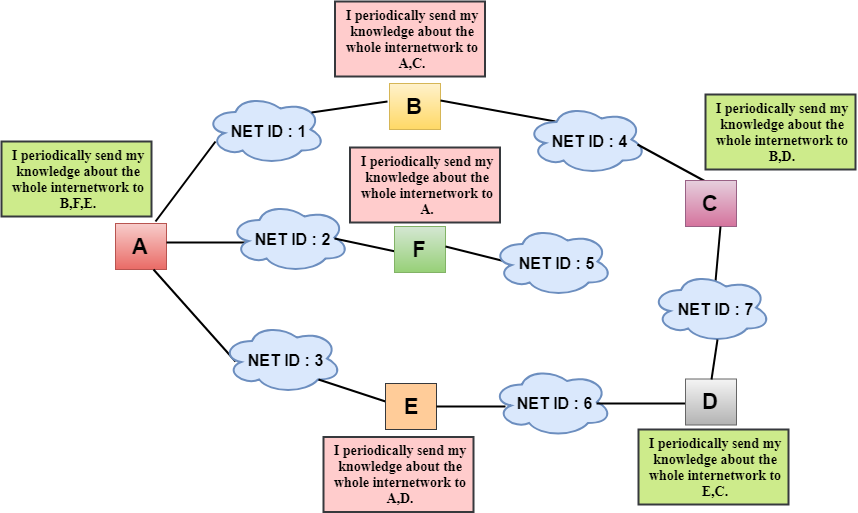 I periodically send my
knowledge about the
whole internetwork to
A,C.
B
NET ID : 1
NET ID : 4
I periodically send my
knowledge about the
whole internetwork to
B,D.
C
I periodically send my
knowledge about the
whole internetwork to
B,F,E.
A
I periodically send my
knowledge about the
whole internetwork to
A.
NET ID : 2
F
NET ID : 5
NET ID : 7
NET ID : 3
E
NET ID : 6
D
I periodically send my
knowledge about the
whole internetwork to
A,D.
I periodically send my
knowledge about the
whole internetwork to
E,C.